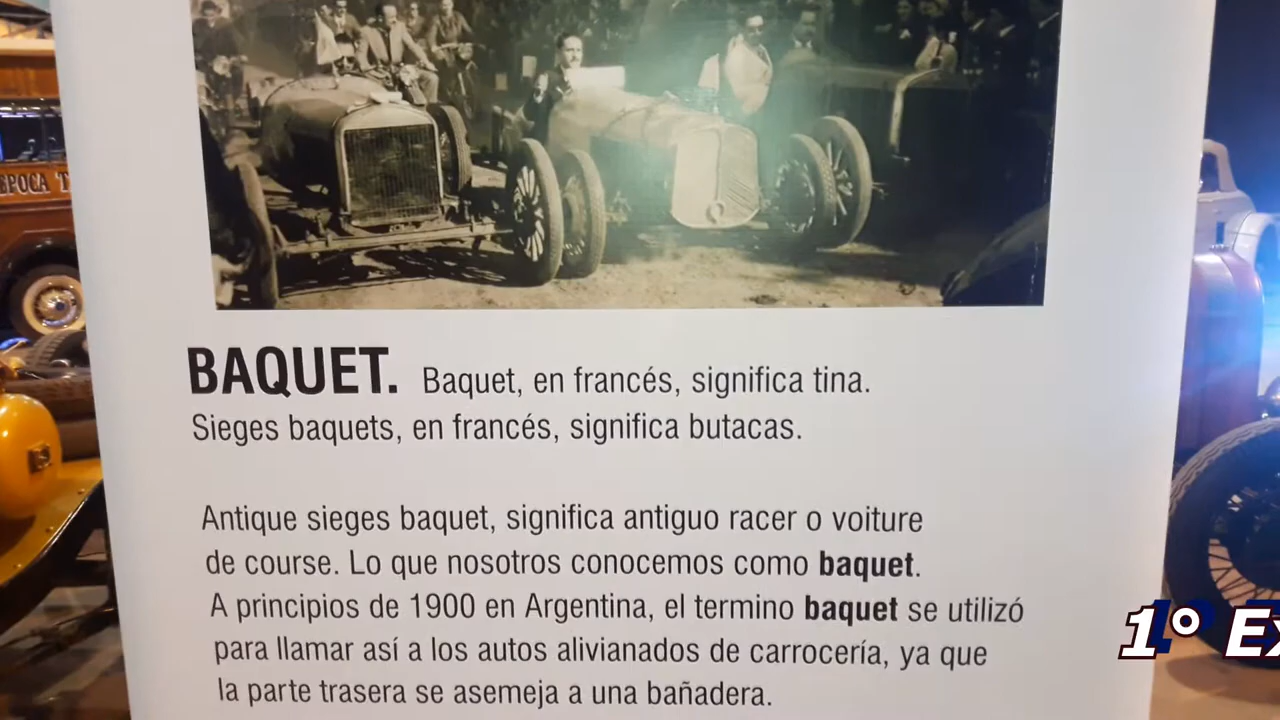 EPOCA
BAQUET. Baquet, en francés, significa tina.
Sieges baquets, en francés, significa butacas.
Antique sieges baquet, significa antiguo racer o voiture
de course. Lo que nosotros conocemos como baquet.
A principios de 1900 en Argentina, el termino baquet se utilizó
para llamar así a los autos alivianados de carrocería, ya que
la parte trasera se asemeja a una bañadera.
1º Ex